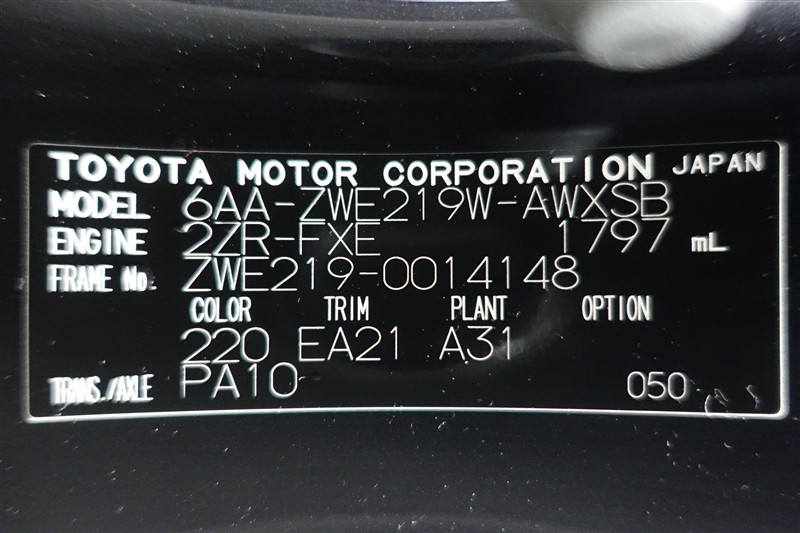 TOYOTA MOTOR CORPORATION JAPAN
MODEL 6AA-ZWE219W-AWXSB
ENGINE 2ZR-FXE 1797 mL
FRAME No. ZWE219-0014148
COLOR TRIM PLANT OPTION
220 EA21 A31
TRANS./AXLE PA10 050